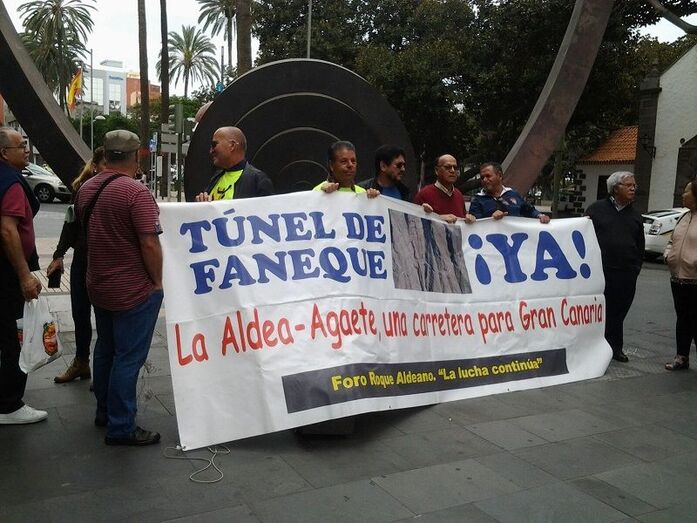 TÚNEL DE
FANEQUE
¡YA!
La Aldea-Agaete, una carretera para Gran Canaria
Foro Roque Aldeano. "La lucha continúa"